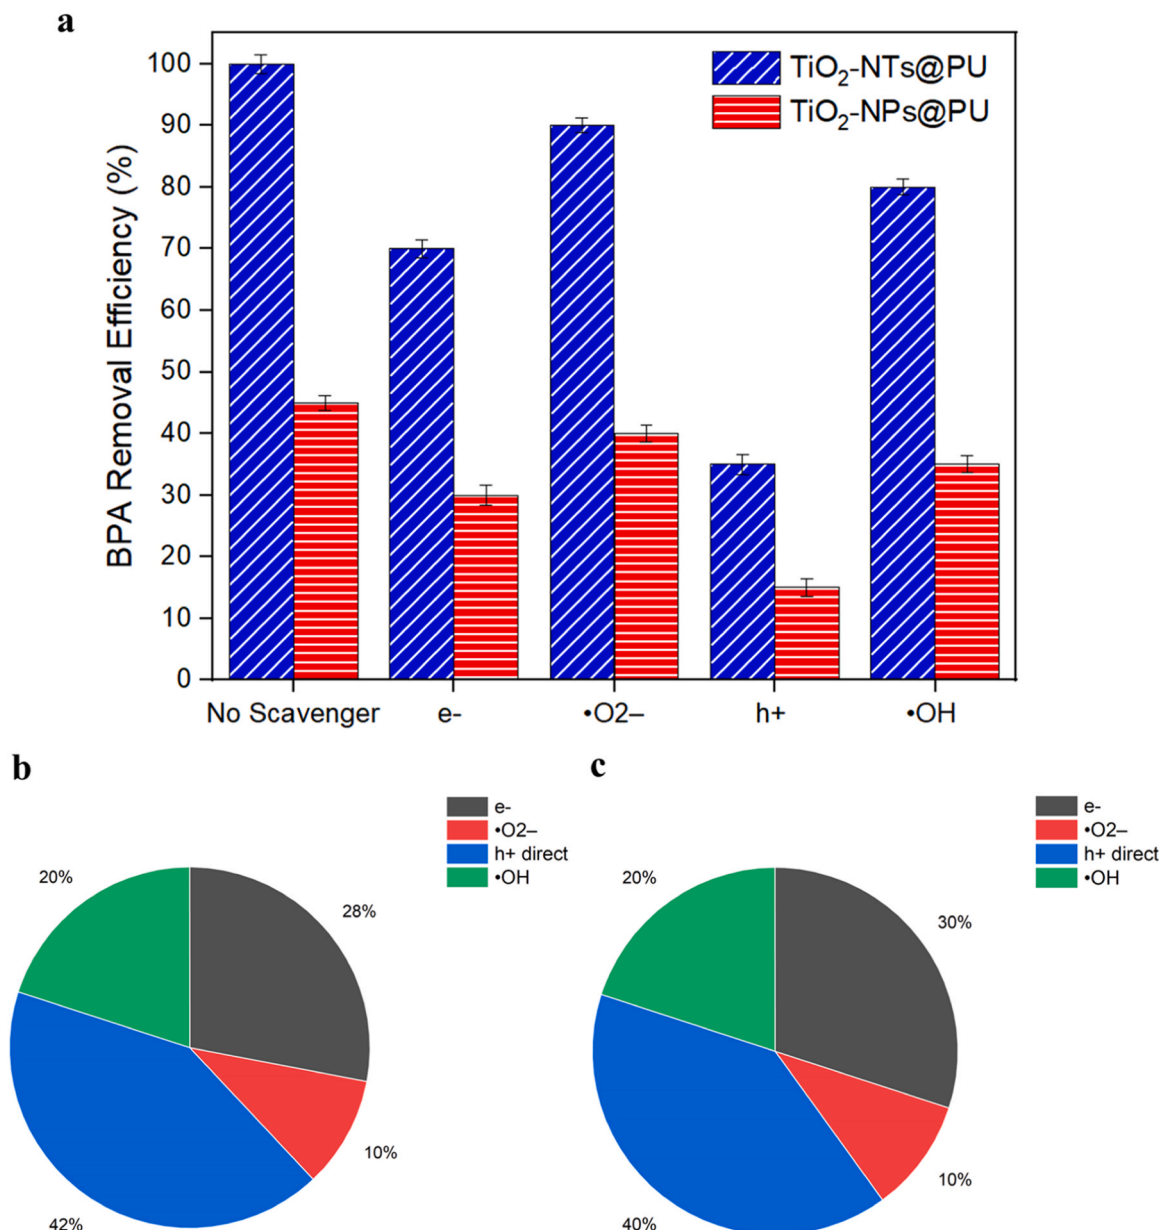 a
TiO₂-NTs@PU
TiO₂-NPs@PU
BPA Removal Efficiency (%)
100
90
80
70
60
50
40
30
20
10
0
No Scavenger
e-
•O2–
h+
•OH
b
e-
•O2–
h+ direct
•OH
20%
28%
10%
42%
c
e-
•O2–
h+ direct
•OH
20%
30%
10%
40%